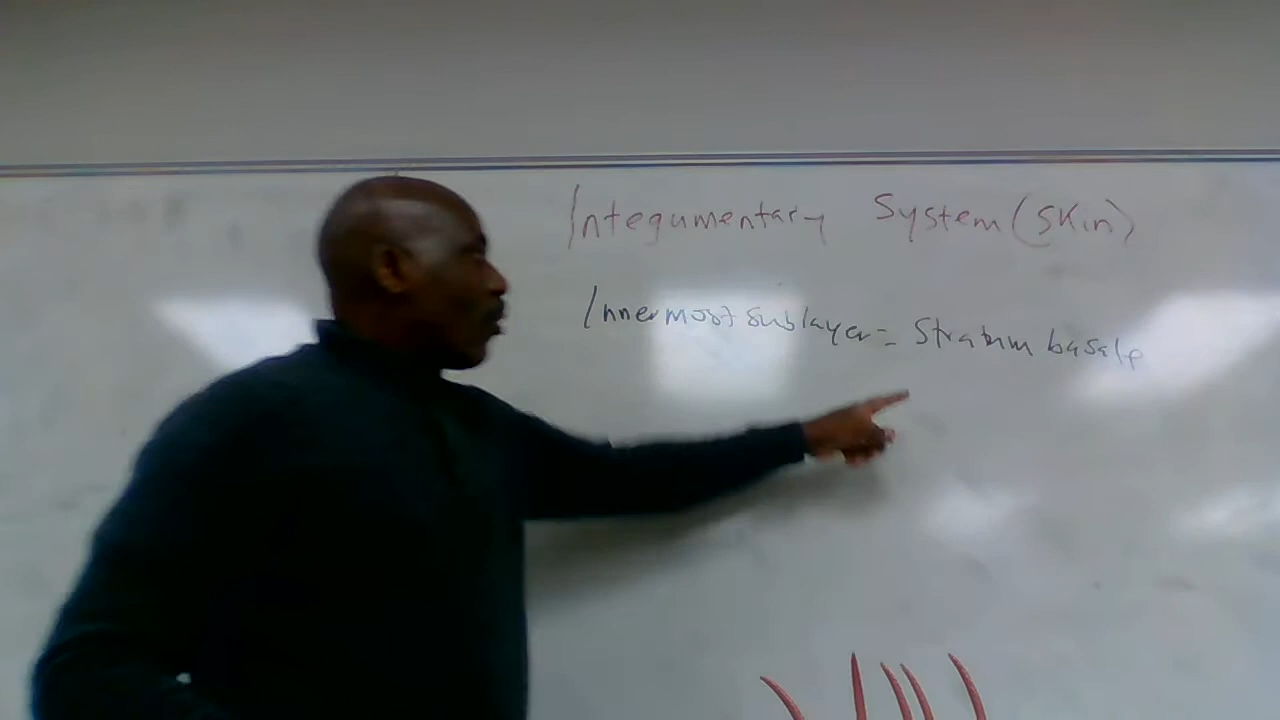 Integumentary System (Skin)
Innermost sublayer = Stratum basale